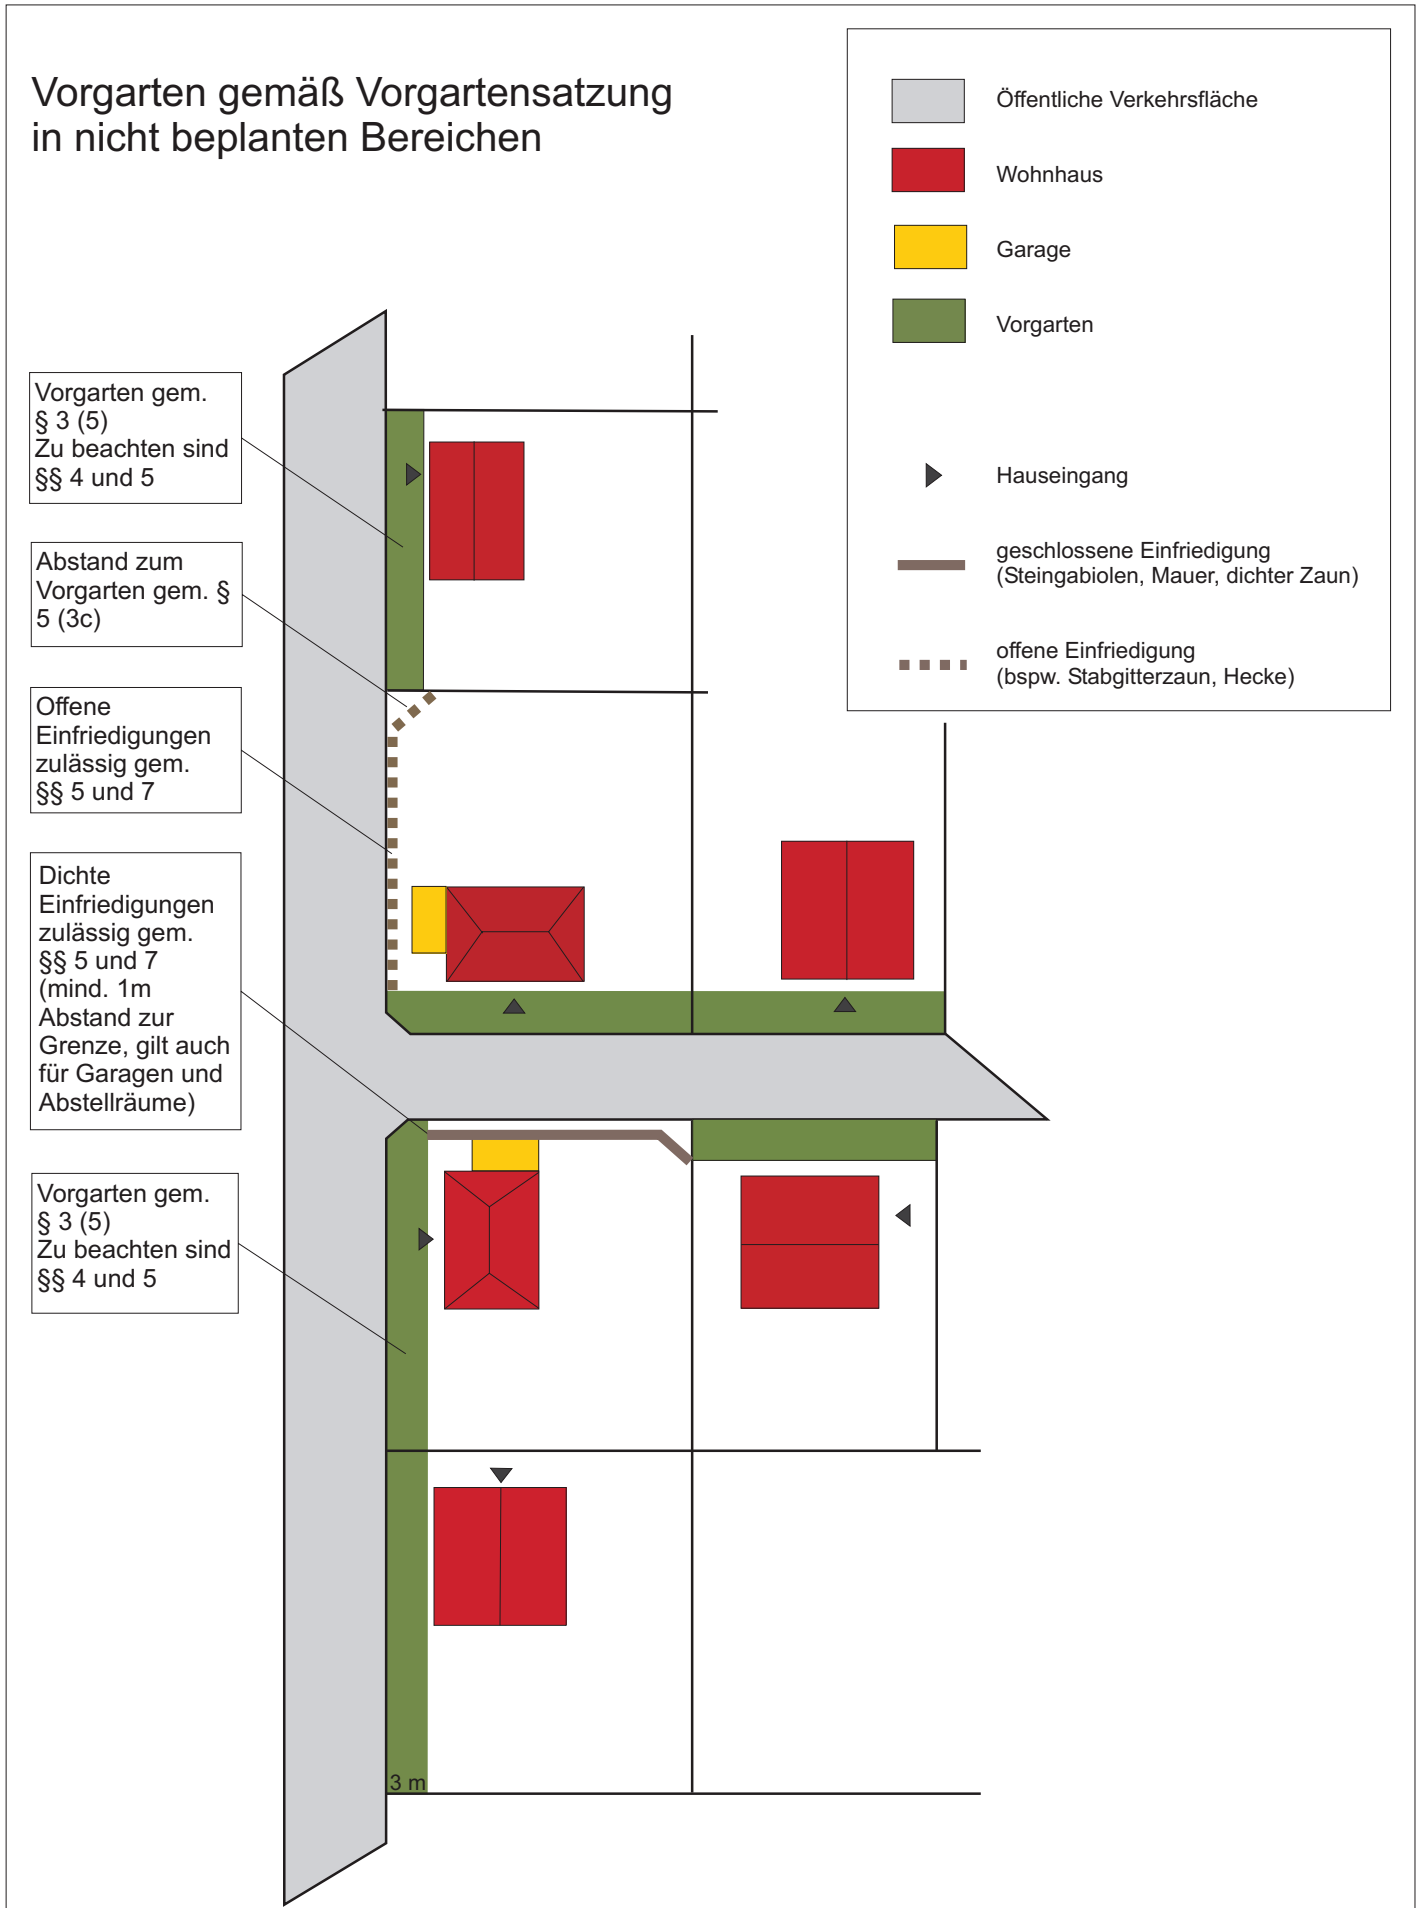 Vorgarten gemäß Vorgartensatzung
in nicht beplanten Bereichen
Öffentliche Verkehrsfläche
Wohnhaus
Garage
Vorgarten
Hauseingang
geschlossene Einfriedigung
(Steingabiolen, Mauer, dichter Zaun)
offene Einfriedigung
(bspw. Stabgitterzaun, Hecke)
Vorgarten gem.
§ 3 (5)
Zu beachten sind
§§ 4 und 5
Abstand zum
Vorgarten gem. §
5 (3c)
Offene
Einfriedigungen
zulässig gem.
§§ 5 und 7
Dichte
Einfriedigungen
zulässig gem.
§§ 5 und 7
(mind. 1m
Abstand zur
Grenze, gilt auch
für Garagen und
Abstellräume)
Vorgarten gem.
§ 3 (5)
Zu beachten sind
§§ 4 und 5
3 m